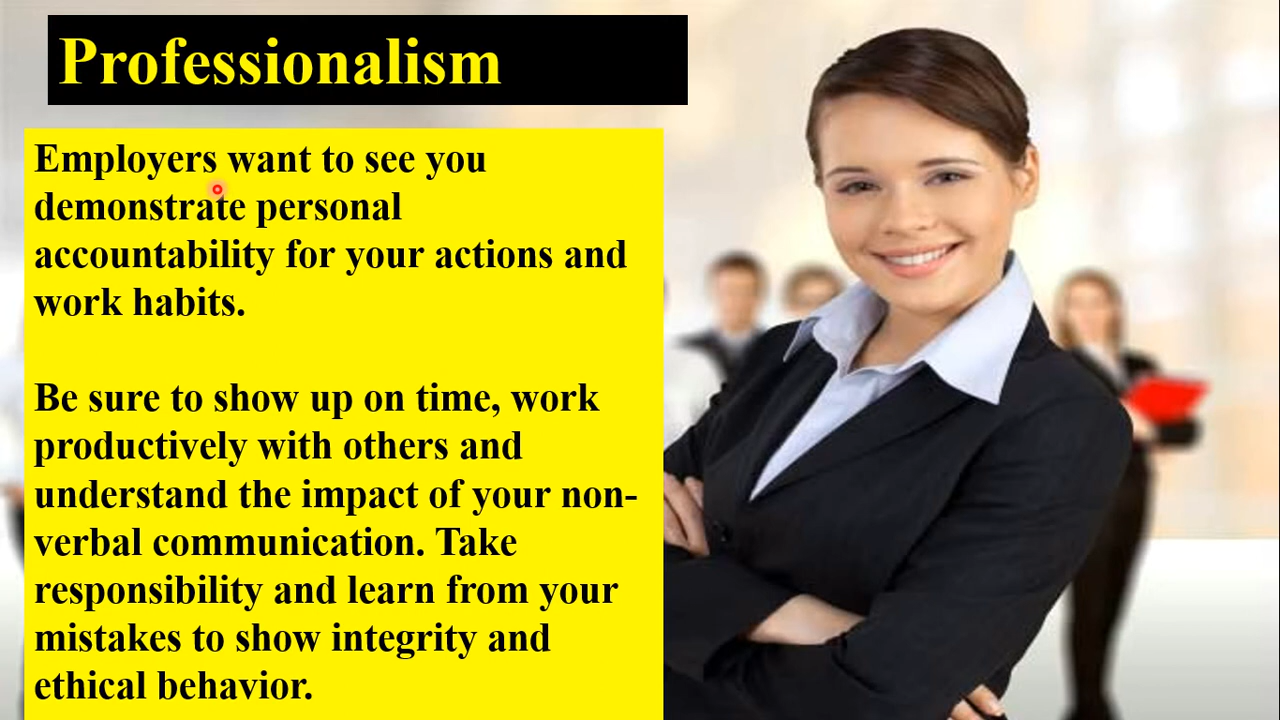 Professionalism
Employers want to see you
demonstrate personal
accountability for your actions and
work habits.
Be sure to show up on time, work
productively with others and
understand the impact of your non-
verbal communication. Take
responsibility and learn from your
mistakes to show integrity and
ethical behavior.